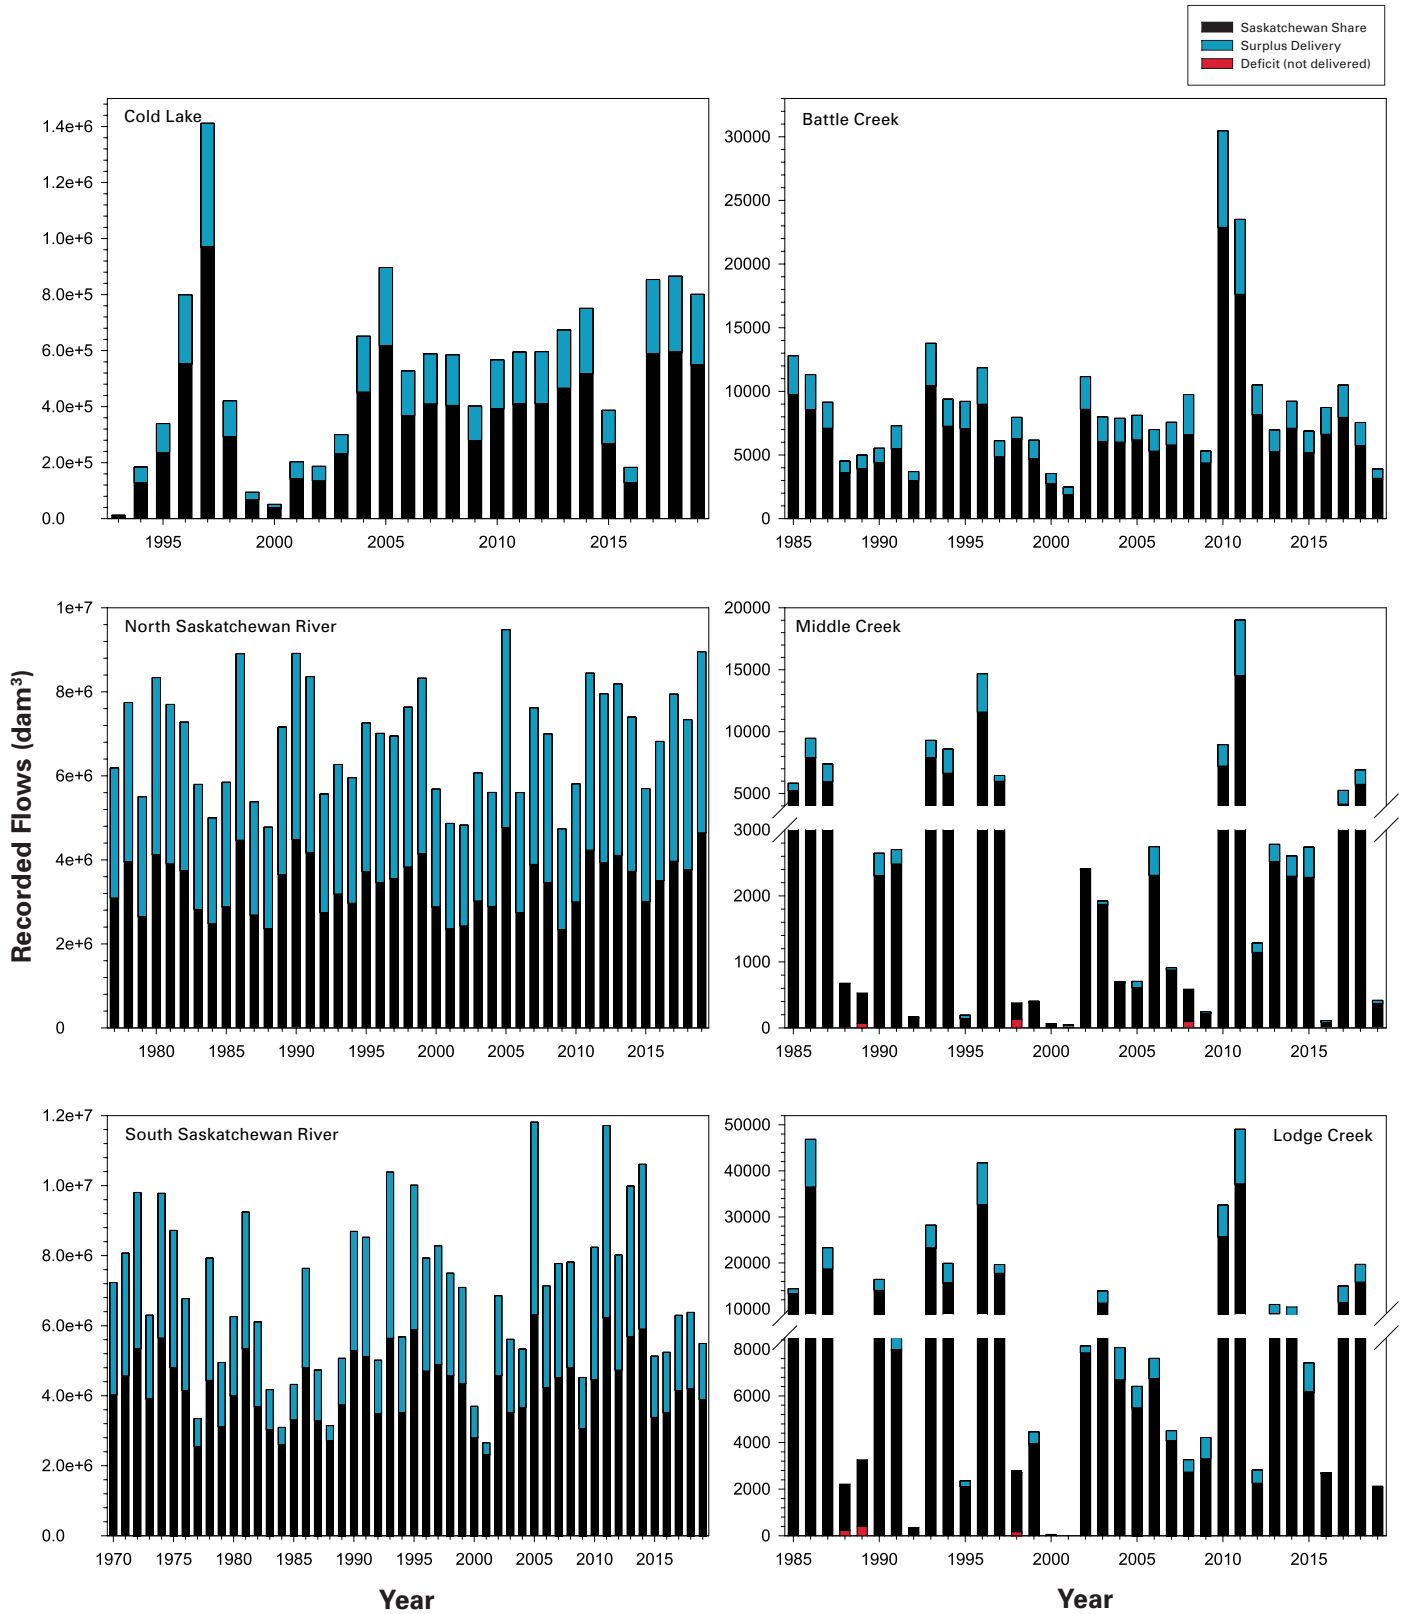 Saskatchewan Share
Surplus Delivery
Deficit (not delivered)
Cold Lake
1.4e+6
1.2e+6
1.0e+6
8.0e+5
6.0e+5
4.0e+5
2.0e+5
0.0
1995 2000 2005 2010 2015
Battle Creek
30000
25000
20000
15000
10000
5000
0
1985 1990 1995 2000 2005 2010 2015
Recorded Flows (dam³)
North Saskatchewan River
1e+7
8e+6
6e+6
4e+6
2e+6
0
1980 1985 1990 1995 2000 2005 2010 2015
Middle Creek
20000
15000
10000
5000
3000
2000
1000
0
1985 1990 1995 2000 2005 2010 2015
South Saskatchewan River
1.2e+7
1.0e+7
8.0e+6
6.0e+6
4.0e+6
2.0e+6
0.0
1970 1975 1980 1985 1990 1995 2000 2005 2010 2015
Year
Lodge Creek
50000
40000
30000
20000
10000
8000
6000
4000
2000
0
1985 1990 1995 2000 2005 2010 2015
Year